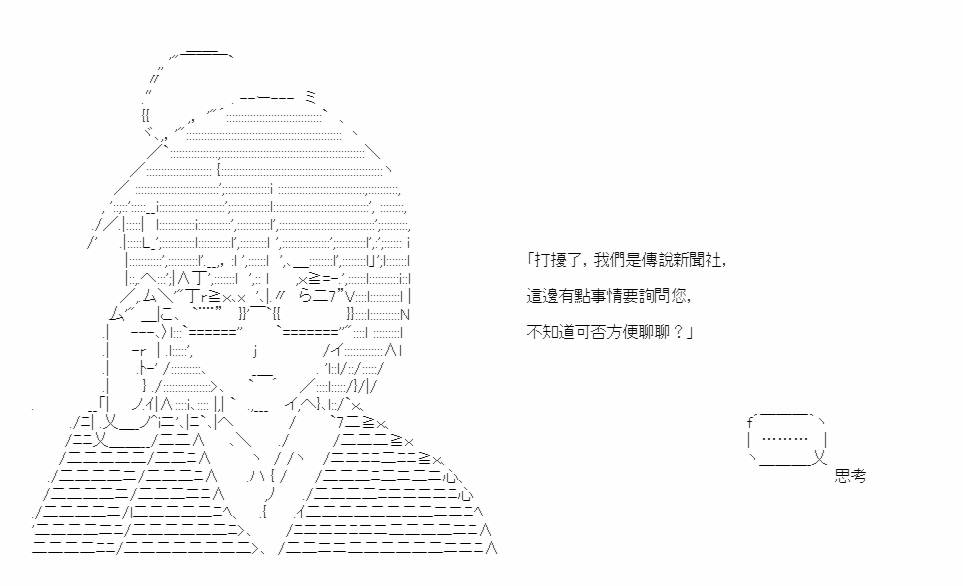 「打擾了，我們是傳說新聞社，
這邊有點事情要詢問您，
不知道可否方便聊聊？」
………
思考